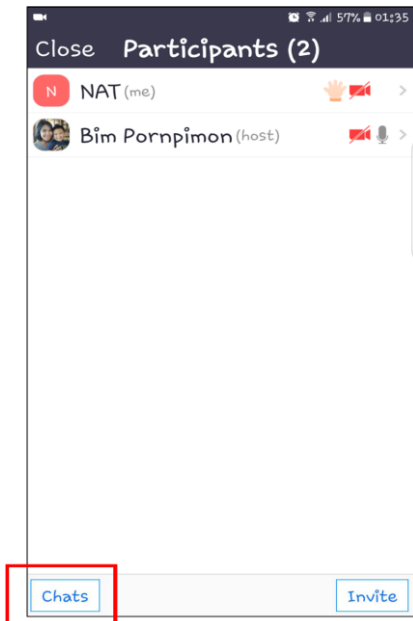 57% 01:35
Close Participants (2)
N NAT (me)
Bim Pornpimon (host)
Chats Invite